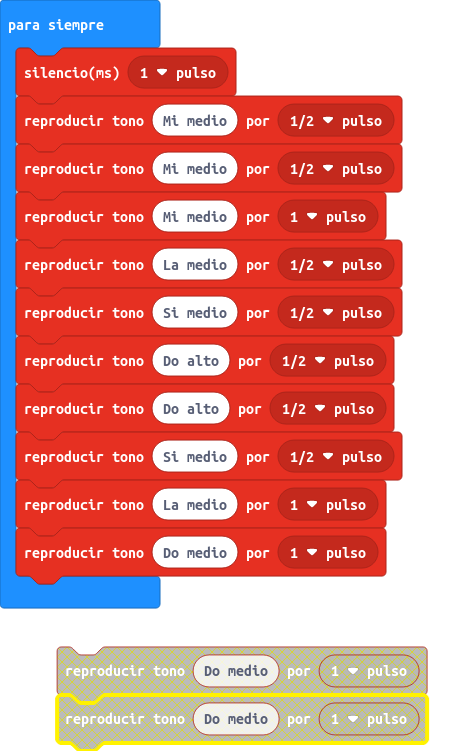 para siempre
silencio(ms) 1 pulso
reproducir tono Mi medio por 1/2 pulso
reproducir tono Mi medio por 1/2 pulso
reproducir tono Mi medio por 1 pulso
reproducir tono La medio por 1/2 pulso
reproducir tono Si medio por 1/2 pulso
reproducir tono Do alto por 1/2 pulso
reproducir tono Do alto por 1/2 pulso
reproducir tono Si medio por 1/2 pulso
reproducir tono La medio por 1 pulso
reproducir tono Do medio por 1 pulso
reproducir tono Do medio por 1 pulso
reproducir tono Do medio por 1 pulso